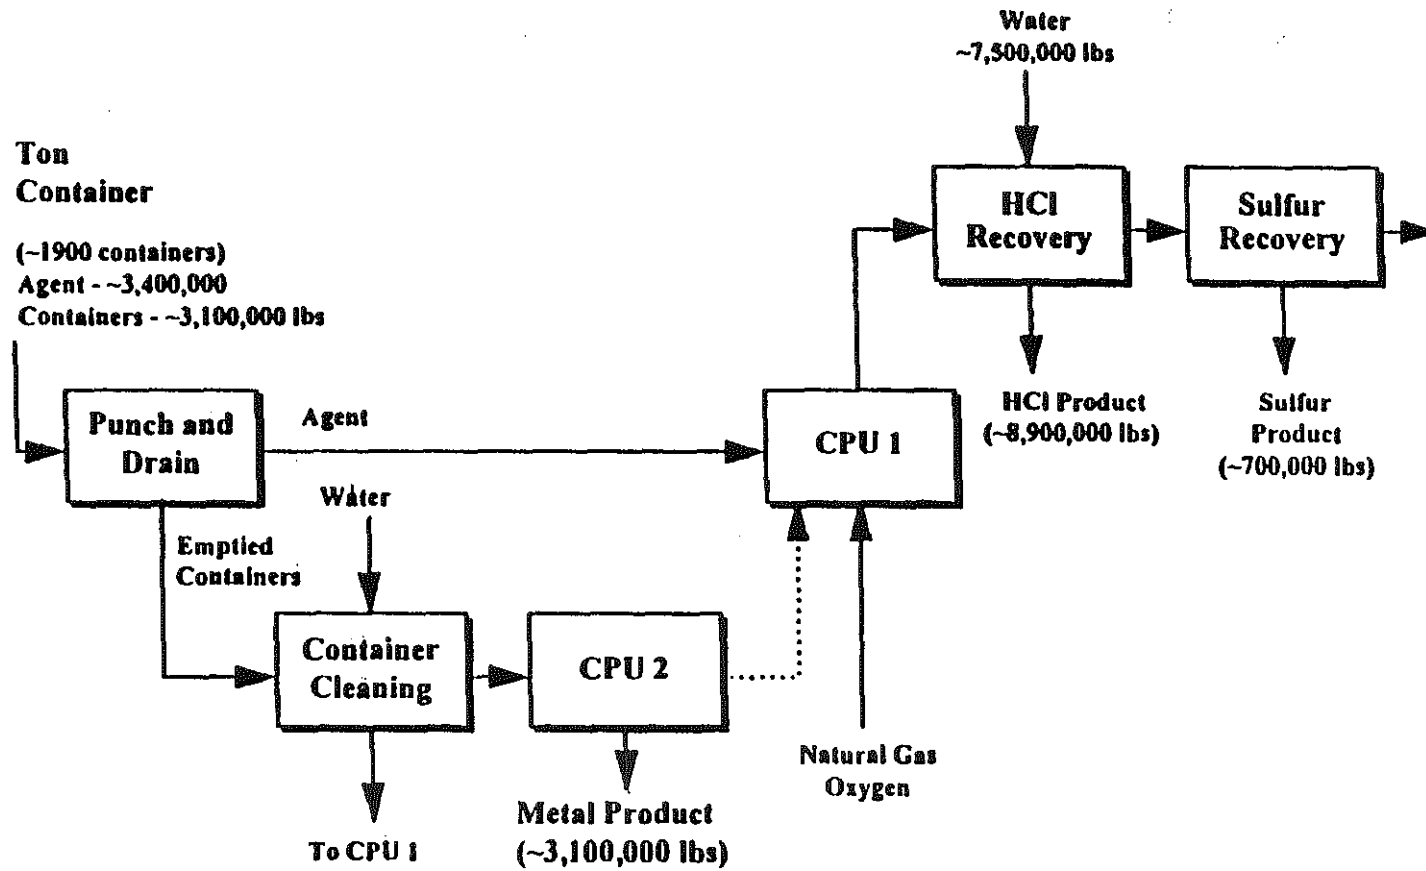 Water
~7,500,000 lbs
Ton
Container
(~1900 containers)
Agent - ~3,400,000
Containers - ~3,100,000 lbs
HCl
Recovery
Sulfur
Recovery
Punch and
Drain
Agent
CPU 1
HCl Product
(~8,900,000 lbs)
Sulfur
Product
(~700,000 lbs)
Water
Emptied
Containers
Container
Cleaning
CPU 2
Natural Gas
Oxygen
To CPU 1
Metal Product
(~3,100,000 lbs)